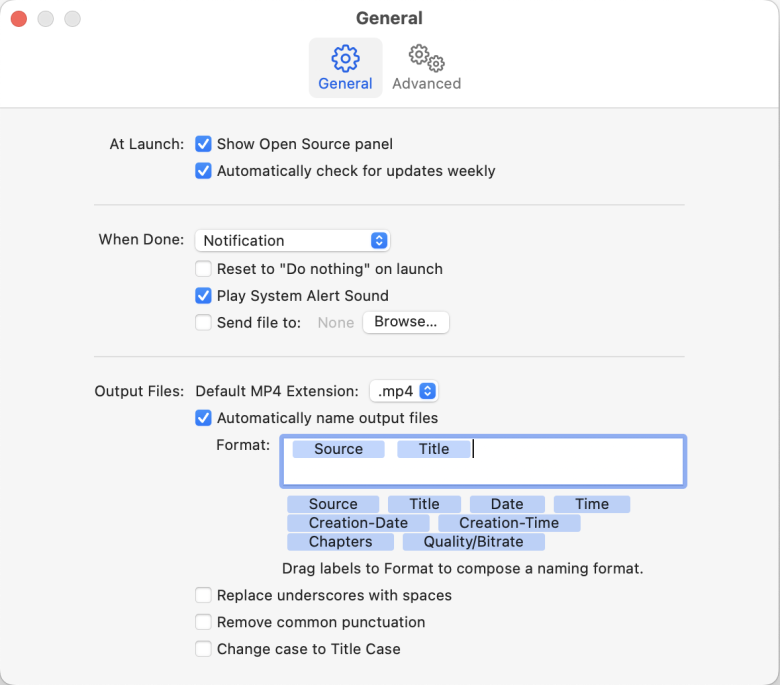 General
General Advanced
At Launch: Show Open Source panel
Automatically check for updates weekly
When Done: Notification
Reset to "Do nothing" on launch
Play System Alert Sound
Send file to: None Browse...
Output Files: Default MP4 Extension: .mp4
Automatically name output files
Format: Source Title
Source Title Date Time
Creation-Date Creation-Time
Chapters Quality/Bitrate
Drag labels to Format to compose a naming format.
Replace underscores with spaces
Remove common punctuation
Change case to Title Case